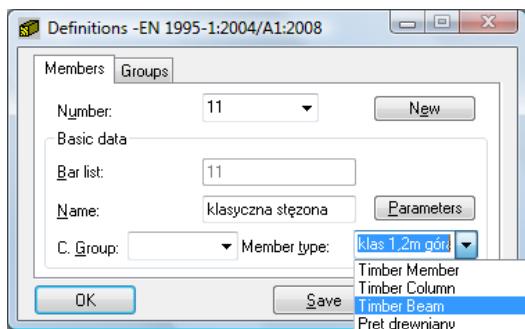 Definitions -EN 1995-1:2004/A1:2008
Members Groups
Number: 11 New
Basic data
Bar list: 11
Name: klasyczna stężona Parameters
C. Group: Member type: klas 1,2m góra
Timber Member
Timber Column
OK Save Timber Beam
Pręt drewniany